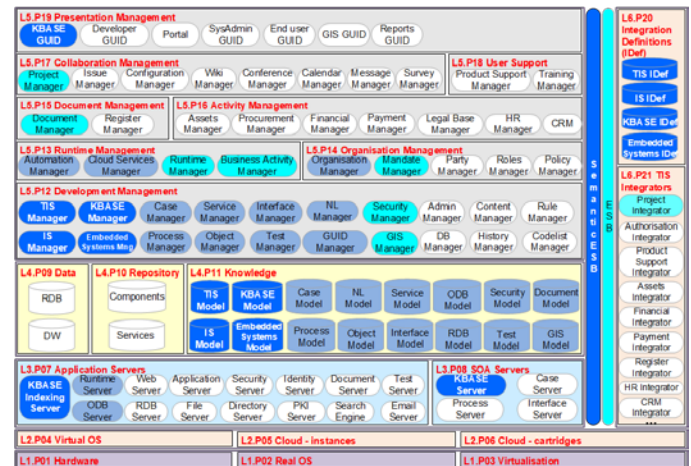 L5.P19 Presentation Management
KBASE GUID
Developer GUID
Portal
SysAdmin GUID
End user GUID
GIS GUID
Reports GUID
L5.P17 Collaboration Management
Project Manager
Issue Manager
Configuration Manager
Wiki Manager
Conference Manager
Calendar Manager
Message Manager
Survey Manager
L5.P18 User Support
Product Support Manager
Training Manager
L5.P15 Document Management
Document Manager
Register Manager
L5.P16 Activity Management
Assets Manager
Procurement Manager
Financial Manager
Payment Manager
Legal Base Manager
HR Manager
CRM
L5.P13 Runtime Management
Automation Manager
Cloud Services Manager
Runtime Manager
Business Activity Manager
L5.P14 Organisation Management
Organisation Manager
Mandate Manager
Party Manager
Roles Manager
Policy Manager
L5.P12 Development Management
TIS Manager
KBASE Manager
Case Manager
Service Manager
Interface Manager
NL Manager
Security Manager
Admin Manager
Content Manager
Rule Manager
IS Manager
Embedded Systems Mng
Process Manager
Object Manager
Test Manager
GUID Manager
GIS Manager
DB Manager
History Manager
Codelist Manager
L4.P09 Data
RDB
DW
L4.P10 Repository
Components
Services
L4.P11 Knowledge
TIS Model
KBASE Model
Case Model
NL Model
Service Model
ODB Model
Security Model
Document Model
IS Model
Embedded Systems Model
Process Model
Object Model
Interface Model
RDB Model
Test Model
GIS Model
L3.P07 Application Servers
KBASE Indexing Server
Runtime Server
Web Server
Application Server
Security Server
Identity Server
Document Server
Test Server
ODB Server
RDB Server
File Server
Directory Server
PKI Server
Search Engine
Email Server
L3.P08 SOA Servers
KBASE Server
Case Server
Process Server
Interface Server
L2.P04 Virtual OS
L2.P05 Cloud - instances
L2.P06 Cloud - cartridges
L1.P01 Hardware
L1.P02 Real OS
L1.P03 Virtualisation
Semantic ESB
ESB
L6.P20
Integration
Definitions
(IDef)
TIS IDef
IS IDef
KBASE IDef
Embedded Systems IDef
L6.P21 TIS
Integrators
Project Integrator
Authorisation Integrator
Product Support Integrator
Assets Integrator
Financial Integrator
Payment Integrator
Register Integrator
HR Integrator
CRM Integrator
...